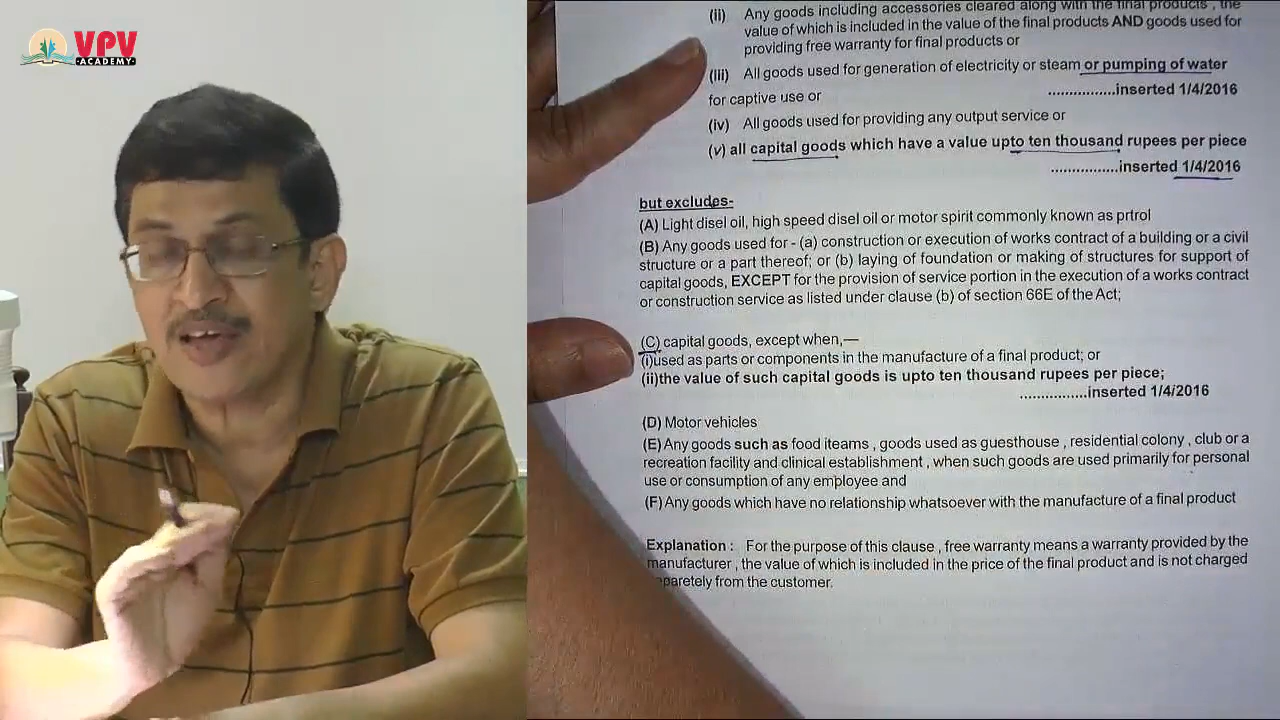 VPV
ACADEMY
(ii) Any goods including accessories cleared along with the final products , the
value of which is included in the value of the final products AND goods used for
providing free warranty for final products or
(iii) All goods used for generation of electricity or steam or pumping of water
for captive use or ................inserted 1/4/2016
(iv) All goods used for providing any output service or
(v) all capital goods which have a value upto ten thousand rupees per piece
................inserted 1/4/2016
but excludes-
(A) Light disel oil, high speed disel oil or motor spirit commonly known as prtrol
(B) Any goods used for - (a) construction or execution of works contract of a building or a civil
structure or a part thereof; or (b) laying of foundation or making of structures for support of
capital goods, EXCEPT for the provision of service portion in the execution of a works contract
or construction service as listed under clause (b) of section 66E of the Act;
(C) capital goods, except when,—
(i)used as parts or components in the manufacture of a final product; or
(ii)the value of such capital goods is upto ten thousand rupees per piece;
................inserted 1/4/2016
(D) Motor vehicles
(E) Any goods such as food iteams , goods used as guesthouse , residential colony , club or a
recreation facility and clinical establishment , when such goods are used primarily for personal
use or consumption of any employee and
(F) Any goods which have no relationship whatsoever with the manufacture of a final product
Explanation : For the purpose of this clause , free warranty means a warranty provided by the
manufacturer , the value of which is included in the price of the final product and is not charged
from the customer.